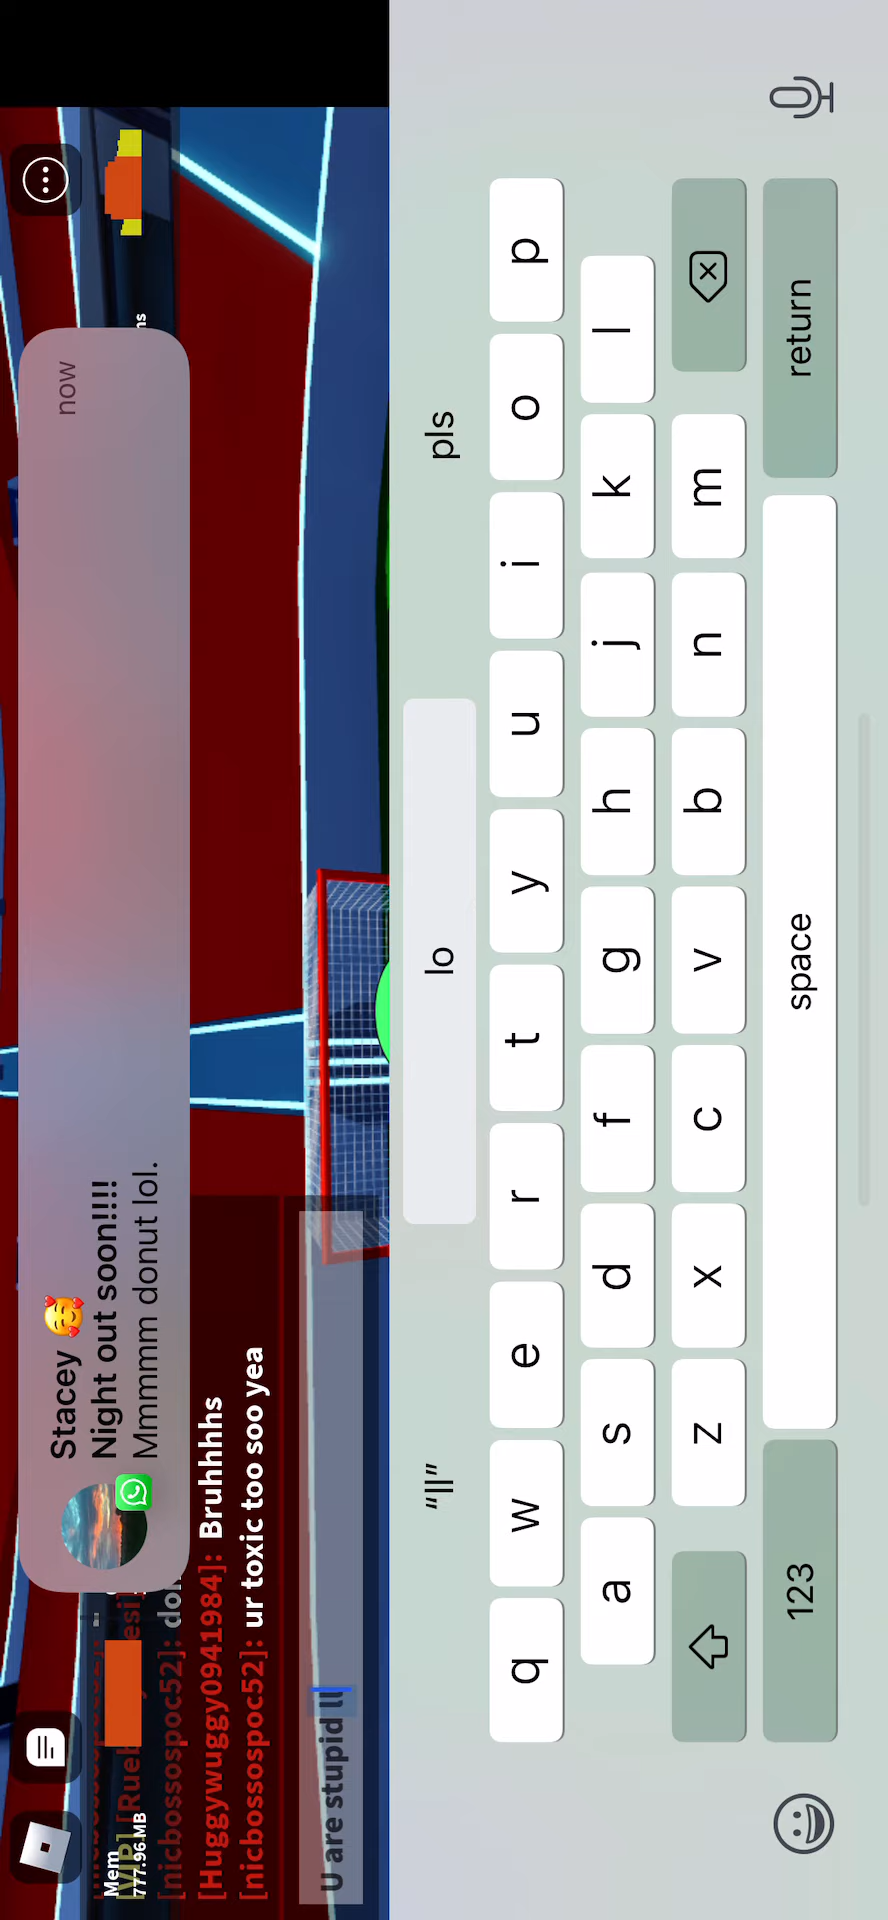 Stacey 🥰
now
Night out soon!!!!
Mmmmm donut lol.
Mem
777.96 MB
[nicbossospoc52]:
[Huggywuggy0941984]: Bruhhhhs
[nicbossospoc52]: ur toxic too soo yea
U are stupid ll
“ll” lo pls
q w e r t y u i o p
a s d f g h j k l
z x c v b n m
123 space return